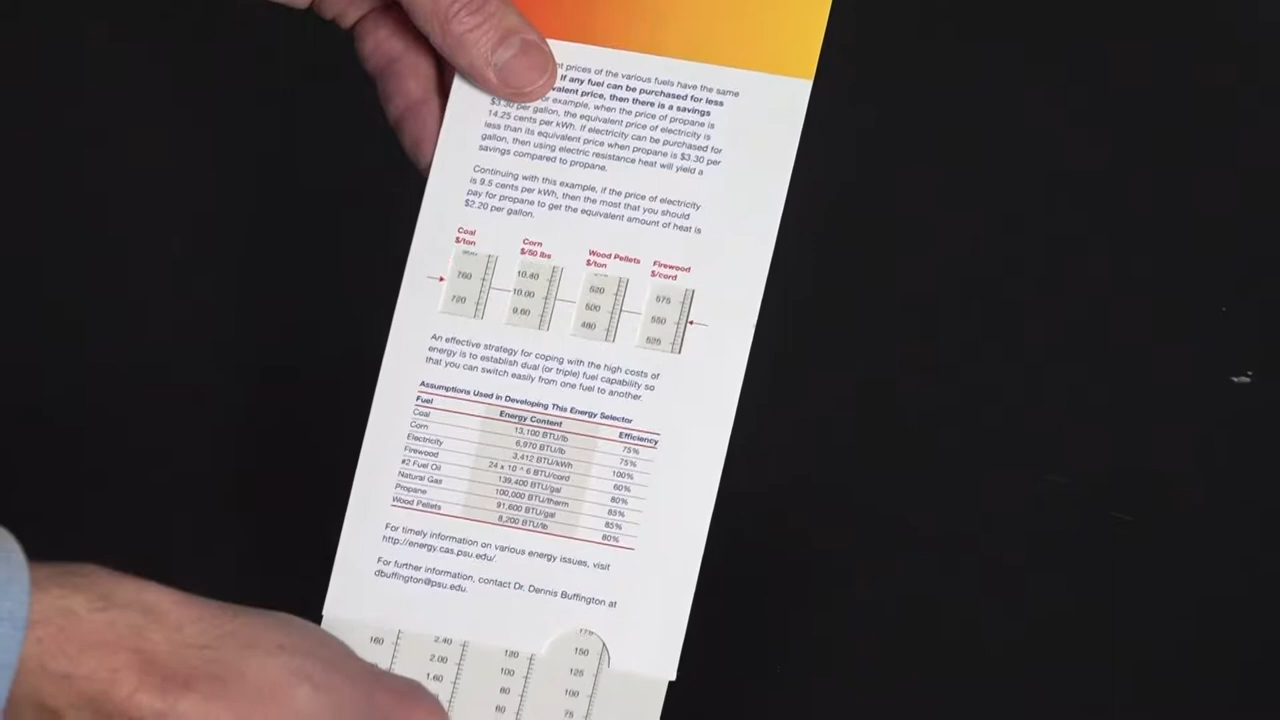 nt prices of the various fuels have the same
If any fuel can be purchased for less
valent price, then there is a savings
or example, when the price of propane is
$3.30 per gallon, the equivalent price of electricity is
14.25 cents per kWh. If electricity can be purchased for
less than its equivalent price when propane is $3.30 per
gallon, then using electric resistance heat will yield a
savings compared to propane.
Continuing with this example, if the price of electricity
is 9.5 cents per kWh, then the most that you should
pay for propane to get the equivalent amount of heat is
$2.20 per gallon.
Coal $/ton
760
720
Corn $/50 lbs
10.40
10.00
9.60
Wood Pellets $/ton
520
500
480
Firewood $/cord
575
550
525
An effective strategy for coping with the high costs of
energy is to establish dual (or triple) fuel capability so
that you can switch easily from one fuel to another.
Assumptions Used in Developing This Energy Selector
Fuel Energy Content Efficiency
Coal 13,100 BTU/lb 75%
Corn 6,970 BTU/lb 75%
Electricity 3,412 BTU/kWh 100%
Firewood 24 x 10 ^ 6 BTU/cord 60%
#2 Fuel Oil 139,400 BTU/gal 80%
Natural Gas 100,000 BTU/therm 85%
Propane 91,600 BTU/gal 85%
Wood Pellets 8,200 BTU/lb 80%
For timely information on various energy issues, visit
http://energy.cas.psu.edu/.
For further information, contact Dr. Dennis Buffington at
dbuffington@psu.edu.
160
2.40
2.00
1.60
120
100
80
60
150
125
100
75